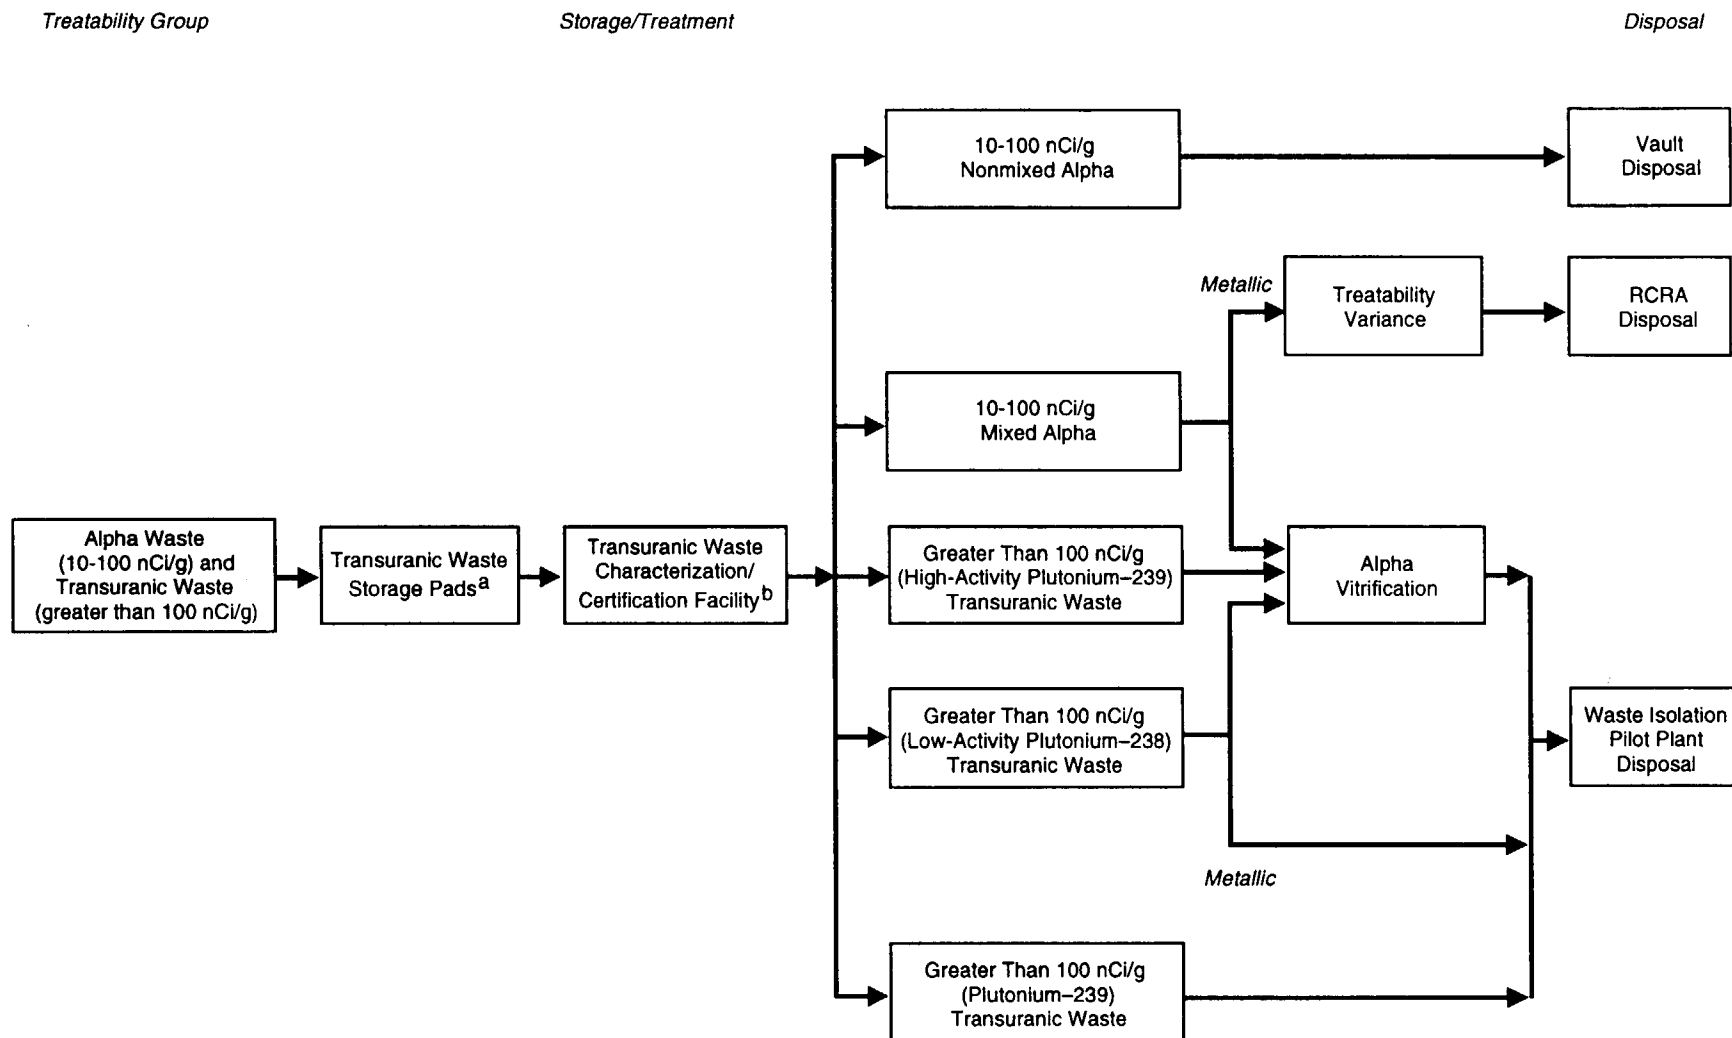 Treatability Group
Storage/Treatment
Disposal
10-100 nCi/g
Nonmixed Alpha
Vault
Disposal
Metallic
Treatability
Variance
RCRA
Disposal
10-100 nCi/g
Mixed Alpha
Alpha Waste
(10-100 nCi/g) and
Transuranic Waste
(greater than 100 nCi/g)
Transuranic Waste
Storage Pads a
Transuranic Waste
Characterization/
Certification Facility b
Greater Than 100 nCi/g
(High-Activity Plutonium–239)
Transuranic Waste
Alpha
Vitrification
Greater Than 100 nCi/g
(Low-Activity Plutonium–238)
Transuranic Waste
Waste Isolation
Pilot Plant
Disposal
Metallic
Greater Than 100 nCi/g
(Plutonium–239)
Transuranic Waste